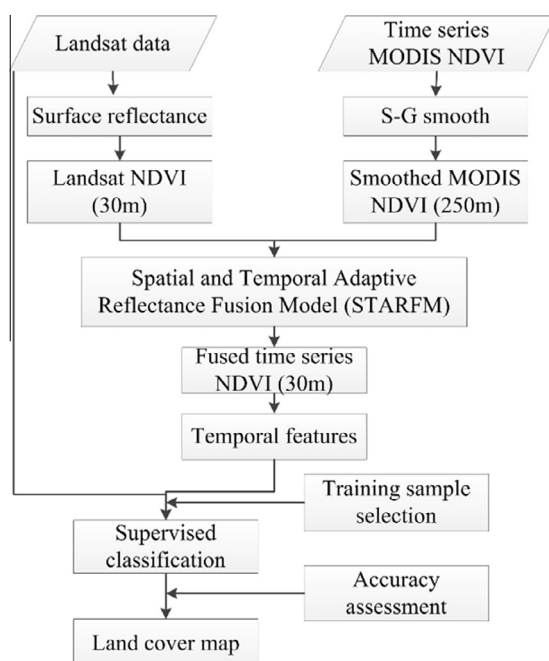 Landsat data
Time series
MODIS NDVI
Surface reflectance
S-G smooth
Landsat NDVI
(30m)
Smoothed MODIS
NDVI (250m)
Spatial and Temporal Adaptive
Reflectance Fusion Model (STARFM)
Fused time series
NDVI (30m)
Temporal features
Training sample
selection
Supervised
classification
Accuracy
assessment
Land cover map